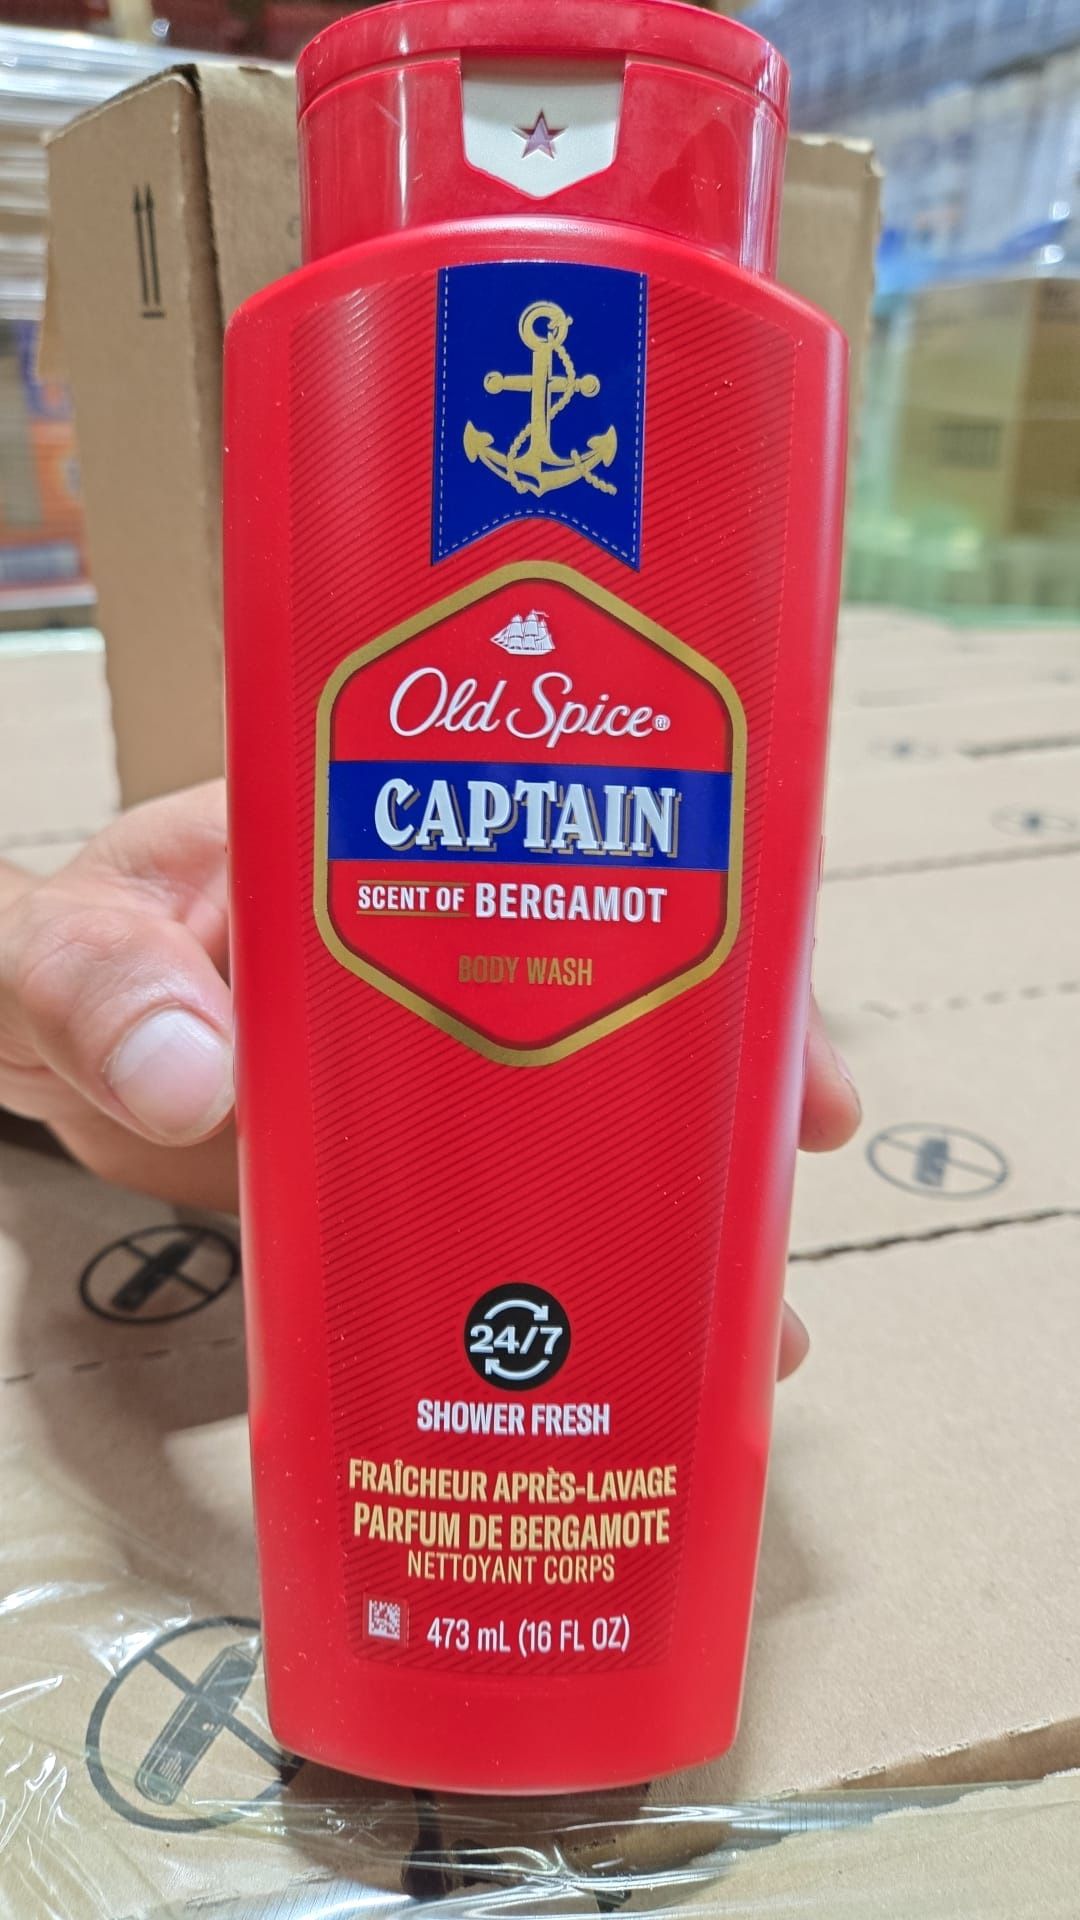 Old Spice®
CAPTAIN
SCENT OF BERGAMOT
BODY WASH
24/7
SHOWER FRESH
FRAÎCHEUR APRÈS-LAVAGE
PARFUM DE BERGAMOTE
NETTOYANT CORPS
473 mL (16 FL OZ)